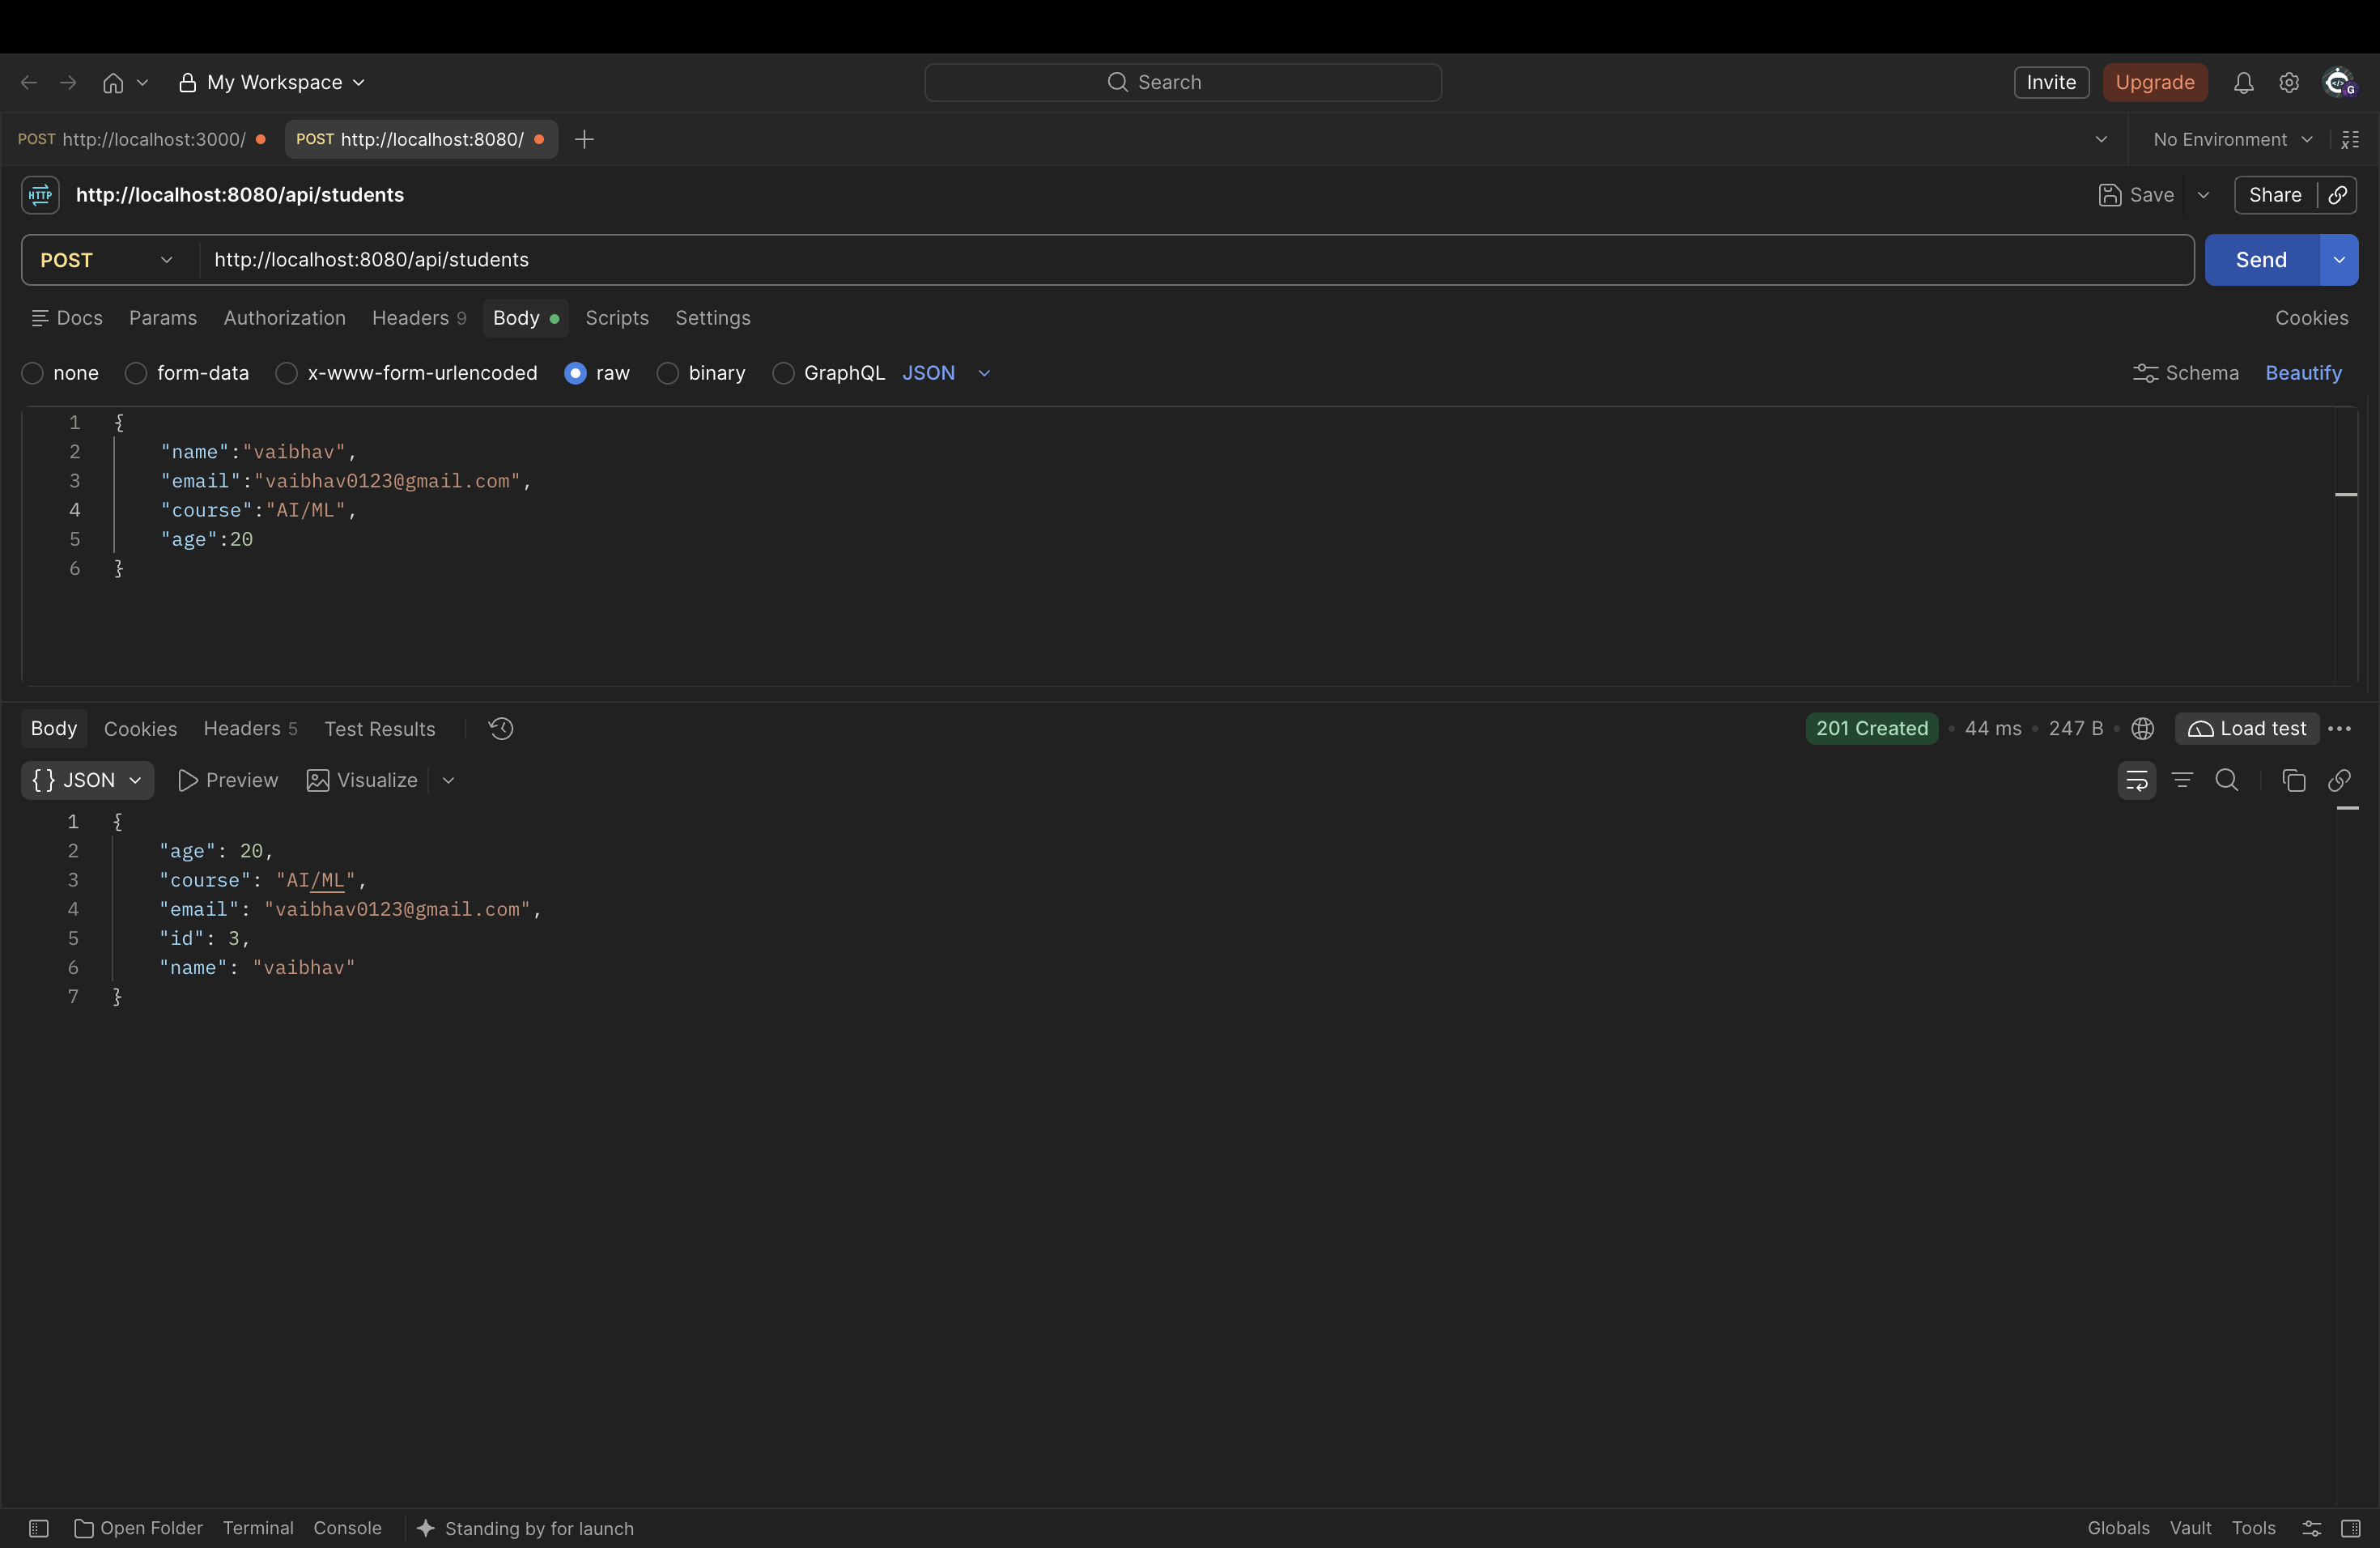 My Workspace
Search
Invite
Upgrade
G
POST http://localhost:3000/
POST http://localhost:8080/
No Environment
HTTP
http://localhost:8080/api/students
Save
Share
POST
http://localhost:8080/api/students
Send
Docs
Params
Authorization
Headers 9
Body
Scripts
Settings
Cookies
none
form-data
x-www-form-urlencoded
raw
binary
GraphQL
JSON
Schema
Beautify
1 {
2 "name":"vaibhav",
3 "email":"vaibhav0123@gmail.com",
4 "course":"AI/ML",
5 "age":20
6 }
Body
Cookies
Headers 5
Test Results
201 Created
44 ms
247 B
Load test
{ } JSON
Preview
Visualize
1 {
2 "age": 20,
3 "course": "AI/ML",
4 "email": "vaibhav0123@gmail.com",
5 "id": 3,
6 "name": "vaibhav"
7 }
Open Folder
Terminal
Console
Standing by for launch
Globals
Vault
Tools